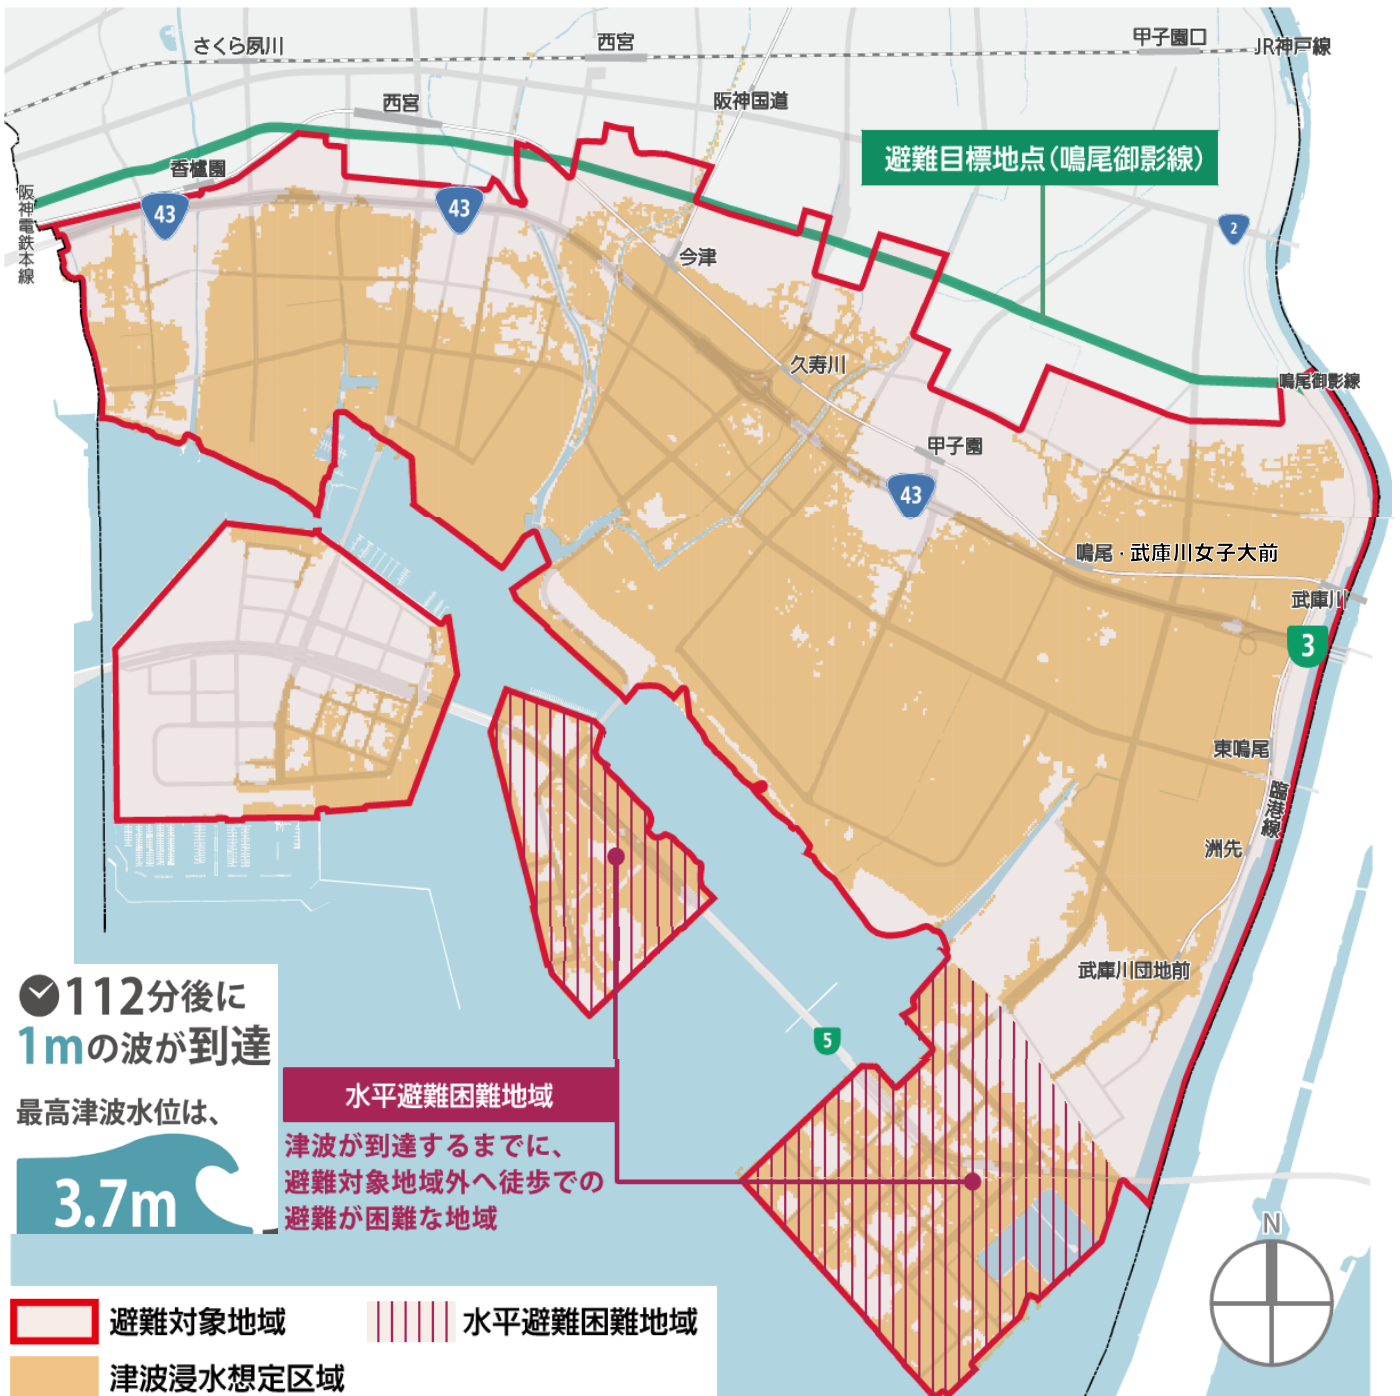 さくら夙川
西宮
甲子園口
JR神戸線
西宮
阪神国道
避難目標地点(鳴尾御影線)
香櫨園
阪神電鉄本線
43
43
2
今津
久寿川
鳴尾御影線
甲子園
43
鳴尾・武庫川女子大前
武庫川
3
東鳴尾
臨港線
洲先
武庫川団地前
112分後に
1mの波が到達
5
水平避難困難地域
最高津波水位は、
3.7m
津波が到達するまでに、
避難対象地域外へ徒歩での
避難が困難な地域
N
避難対象地域
水平避難困難地域
津波浸水想定区域